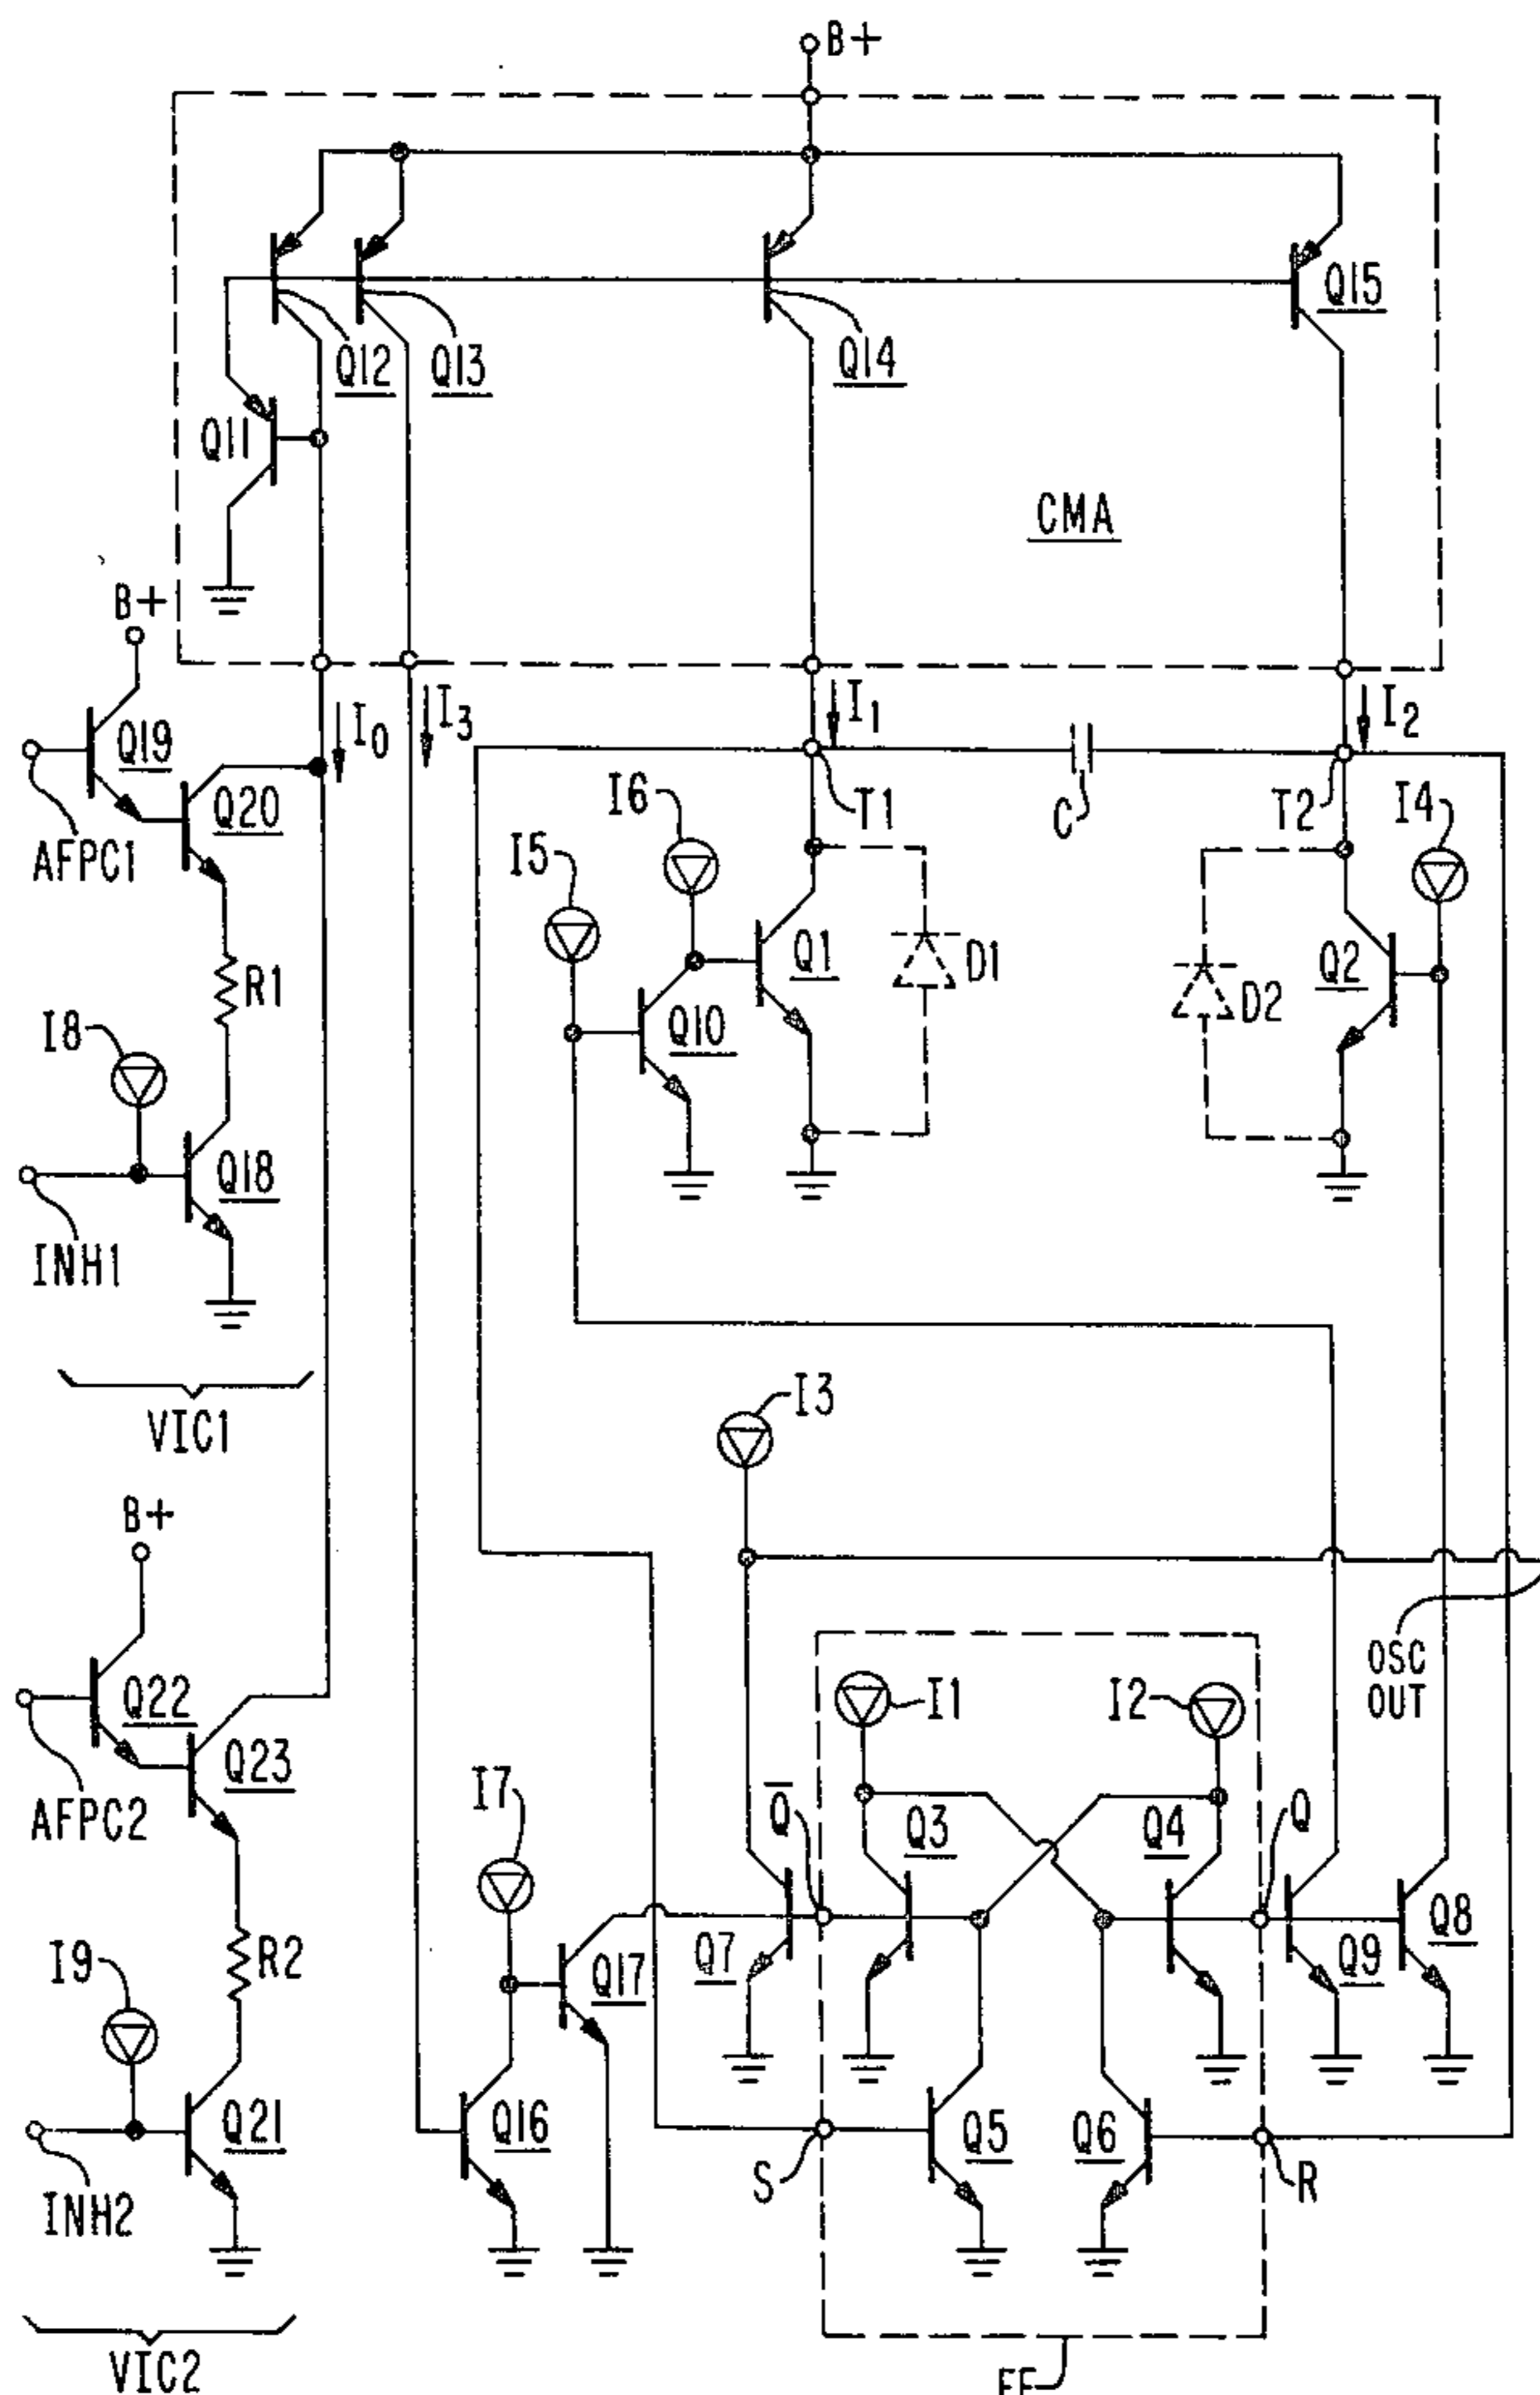 B+
Q15
Q12
Q13
Q14
Q11
CMA
B+
I0
I3
I1
I2
Q19
Q20
AFPC1
I6
T1
C
T2
I4
I5
Q1
D1
Q2
D2
Q10
R1
I8
Q18
INH1
VIC1
I3
B+
OSC
OUT
Q22
Q23
AFPC2
I1
I2
I7
Q̅
Q3
Q4
Q
Q7
Q9
Q8
Q17
R2
I9
Q16
Q5
Q6
Q21
S
R
INH2
VIC2
FF